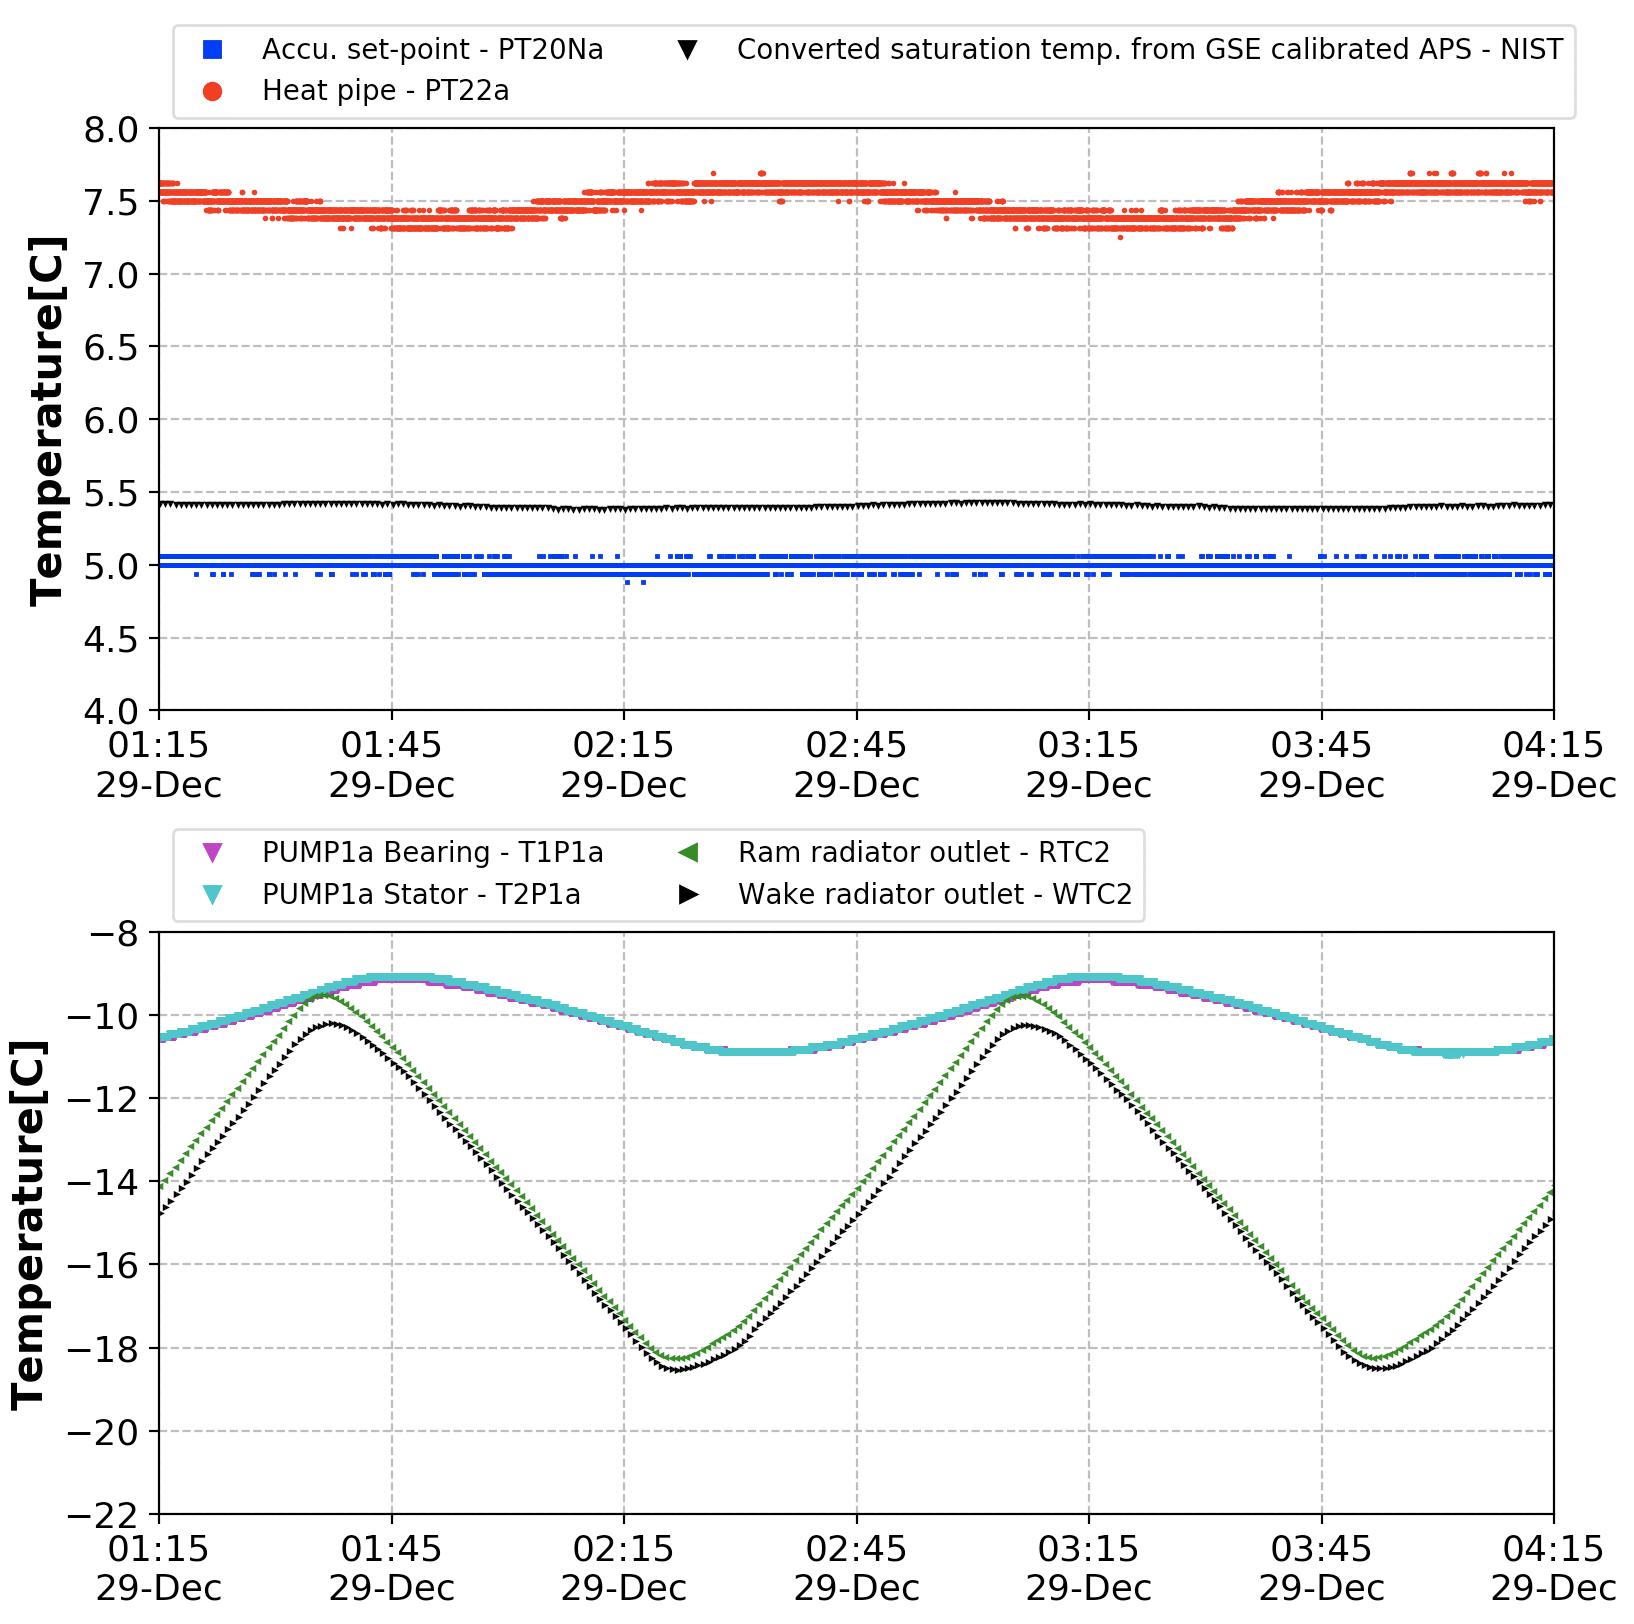 Accu. set-point - PT20Na
Converted saturation temp. from GSE calibrated APS - NIST
Heat pipe - PT22a
Temperature[C]
8.0
7.5
7.0
6.5
6.0
5.5
5.0
4.5
4.0
01:15 01:45 02:15 02:45 03:15 03:45 04:15
29-Dec 29-Dec 29-Dec 29-Dec 29-Dec 29-Dec 29-Dec
PUMP1a Bearing - T1P1a
Ram radiator outlet - RTC2
PUMP1a Stator - T2P1a
Wake radiator outlet - WTC2
Temperature[C]
−8
−10
−12
−14
−16
−18
−20
−22
01:15 01:45 02:15 02:45 03:15 03:45 04:15
29-Dec 29-Dec 29-Dec 29-Dec 29-Dec 29-Dec 29-Dec